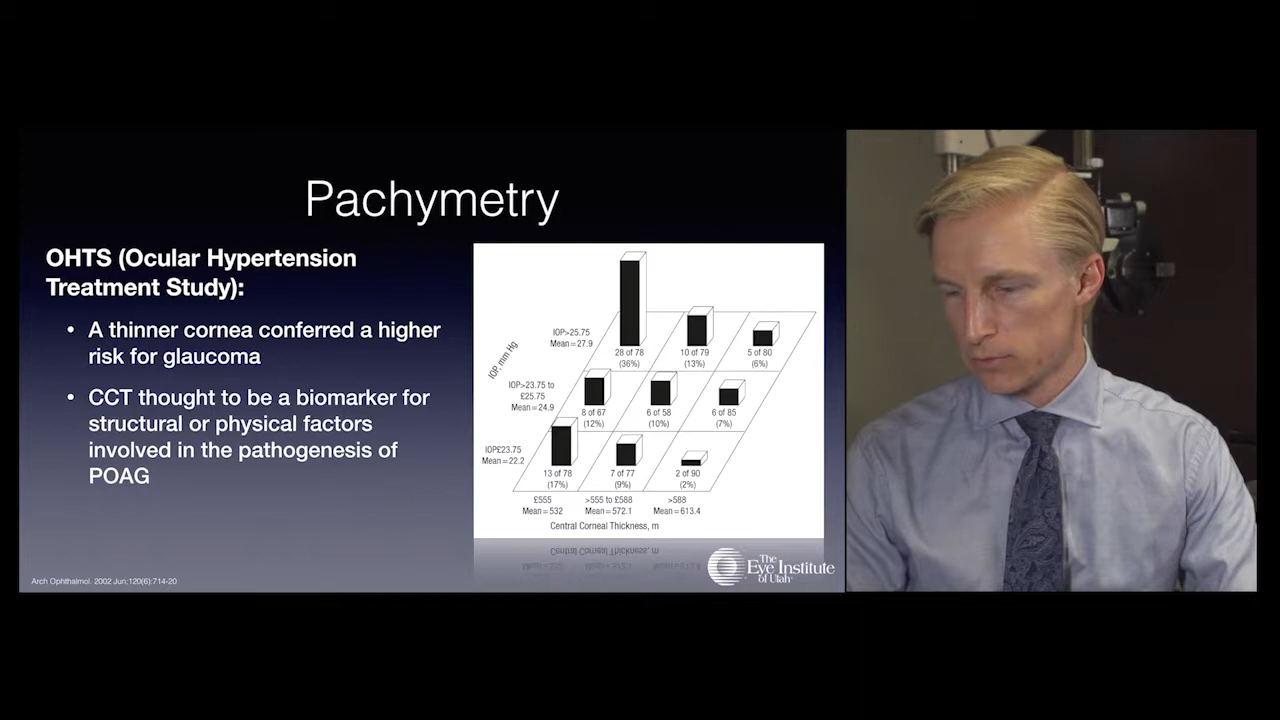 Pachymetry
OHTS (Ocular Hypertension
Treatment Study):
• A thinner cornea conferred a higher
risk for glaucoma
• CCT thought to be a biomarker for
structural or physical factors
involved in the pathogenesis of
POAG
IOP, mm Hg
IOP>25.75
Mean=27.9
28 of 78
(36%)
10 of 79
(13%)
5 of 80
(6%)
IOP>23.75 to
£25.75
Mean=24.9
8 of 67
(12%)
6 of 58
(10%)
6 of 85
(7%)
IOP£23.75
Mean=22.2
13 of 78
(17%)
7 of 77
(9%)
2 of 90
(2%)
£555
Mean=532
>555 to £588
Mean=572.1
>588
Mean=613.4
Central Corneal Thickness, m
The
Eye Institute
of Utah
Arch Ophthalmol. 2002 Jun;120(6):714-20